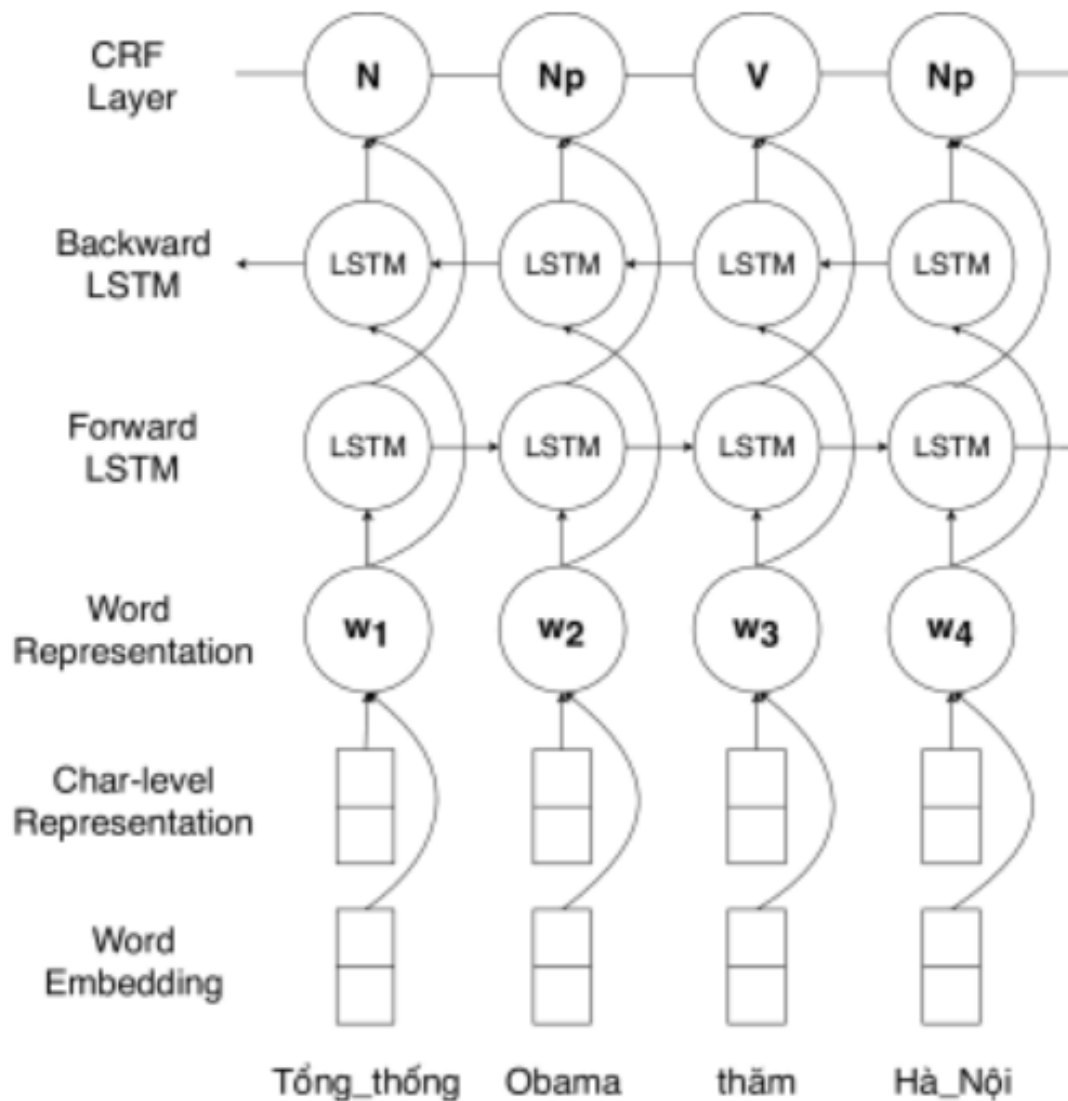 CRF
Layer
N Np V Np
Backward
LSTM
LSTM LSTM LSTM LSTM
Forward
LSTM
LSTM LSTM LSTM LSTM
Word
Representation
w1 w2 w3 w4
Char-level
Representation
Word
Embedding
Tổng_thống Obama thăm Hà_Nội